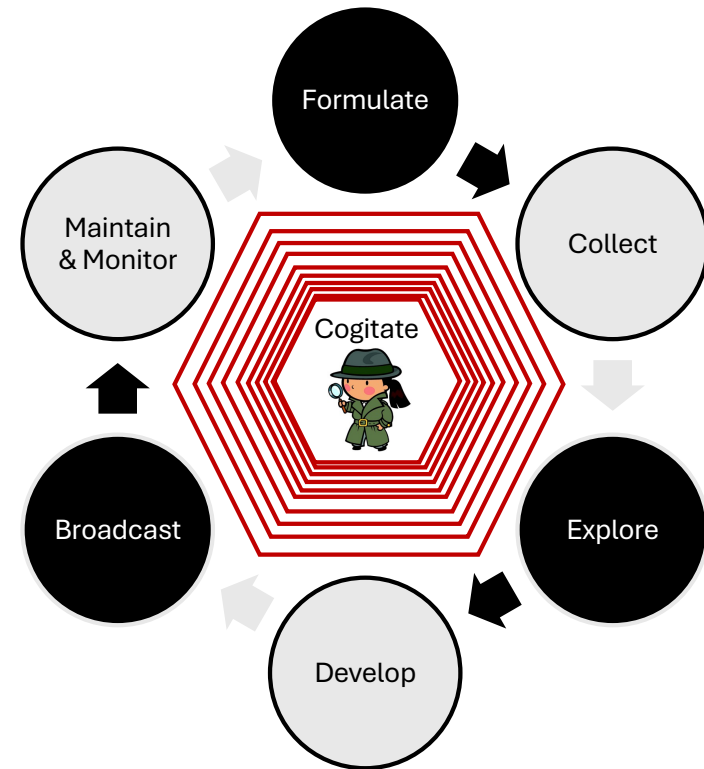 Formulate
Collect
Explore
Develop
Broadcast
Maintain
& Monitor
Cogitate